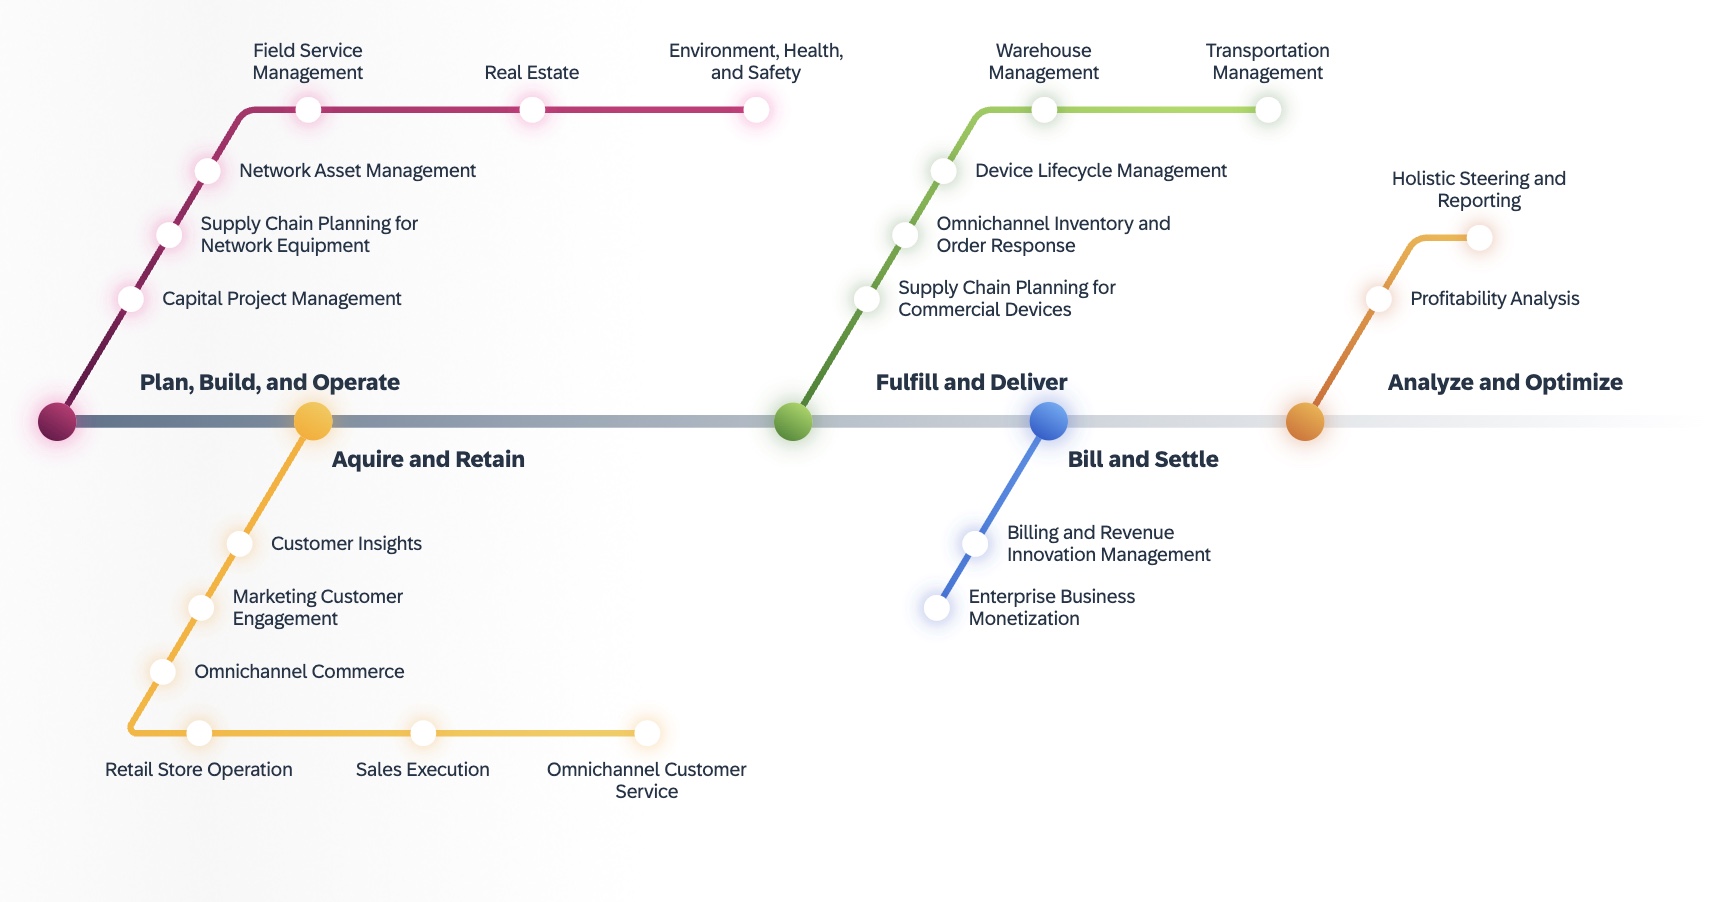 Field Service
Management
Real Estate
Environment, Health,
and Safety
Network Asset Management
Supply Chain Planning for
Network Equipment
Capital Project Management
Plan, Build, and Operate
Aquire and Retain
Customer Insights
Marketing Customer
Engagement
Omnichannel Commerce
Retail Store Operation
Sales Execution
Omnichannel Customer
Service
Warehouse
Management
Transportation
Management
Device Lifecycle Management
Omnichannel Inventory and
Order Response
Supply Chain Planning for
Commercial Devices
Fulfill and Deliver
Bill and Settle
Billing and Revenue
Innovation Management
Enterprise Business
Monetization
Holistic Steering and
Reporting
Profitability Analysis
Analyze and Optimize